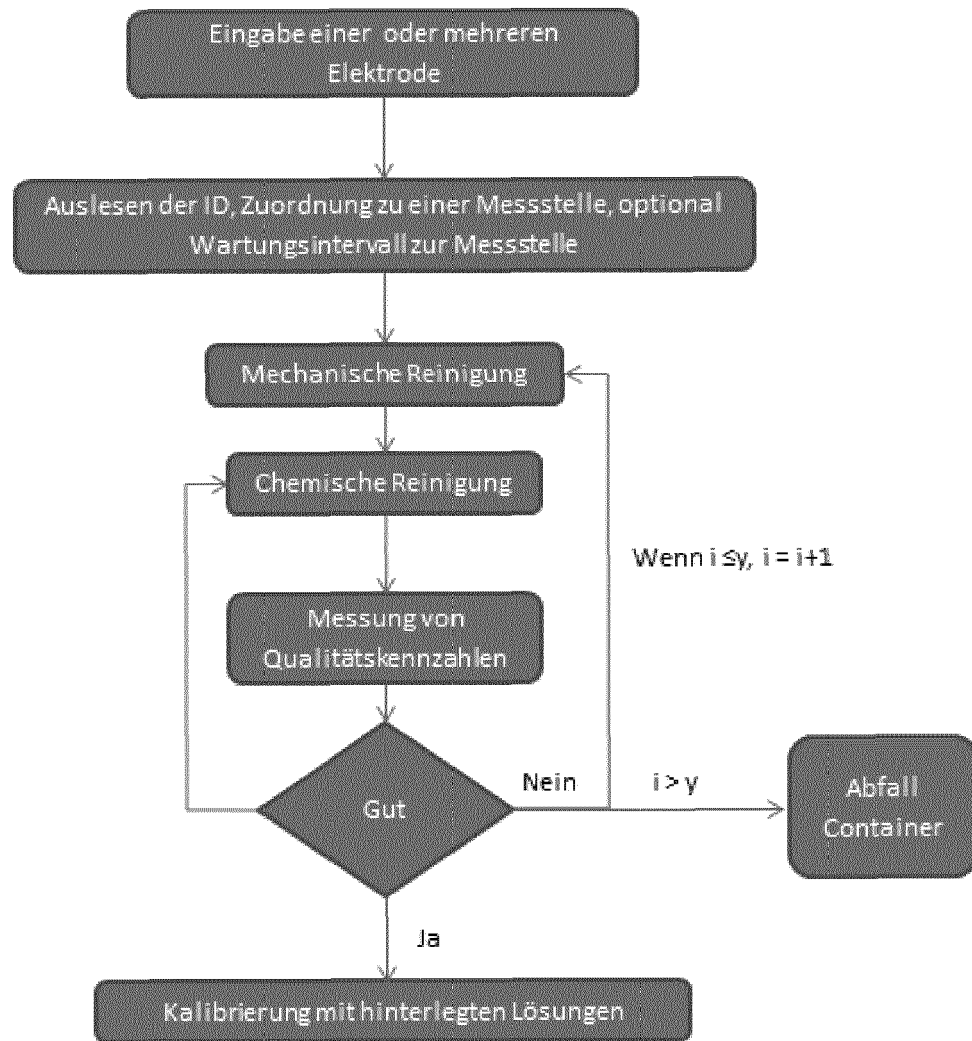 Eingabe einer oder mehreren
Elektrode
Auslesen der ID, Zuordnung zu einer Messstelle, optional
Wartungsintervall zur Messstelle
Mechanische Reinigung
Chemische Reinigung
Wenn i ≤y, i = i+1
Messung von
Qualitätskennzahlen
Nein
i > y
Gut
Abfall
Container
Ja
Kalibrierung mit hinterlegten Lösungen